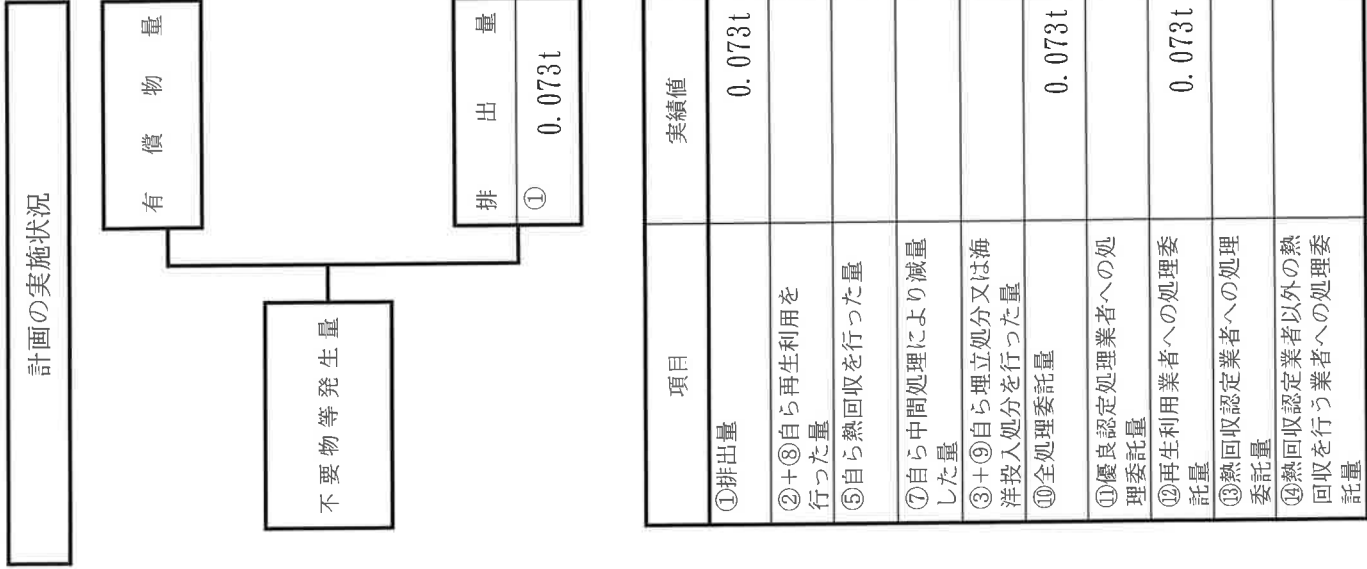 計画の実施状況
有償物量
不要物等発生量
排出量
①
0.073t
項目
実績値
①排出量
0.073t
②+⑧自ら再生利用を
行った量
⑤自ら熱回収を行った量
⑦自ら中間処理により減量
した量
③+⑨自ら埋立処分又は海
洋投入処分を行った量
⑩全処理委託量
0.073t
⑪優良認定処理業者への処
理委託量
⑫再生利用業者への処理委
託量
0.073t
⑬熱回収認定業者への処理
委託量
⑭熱回収認定業者以外の熱
回収を行う業者への処理委
託量